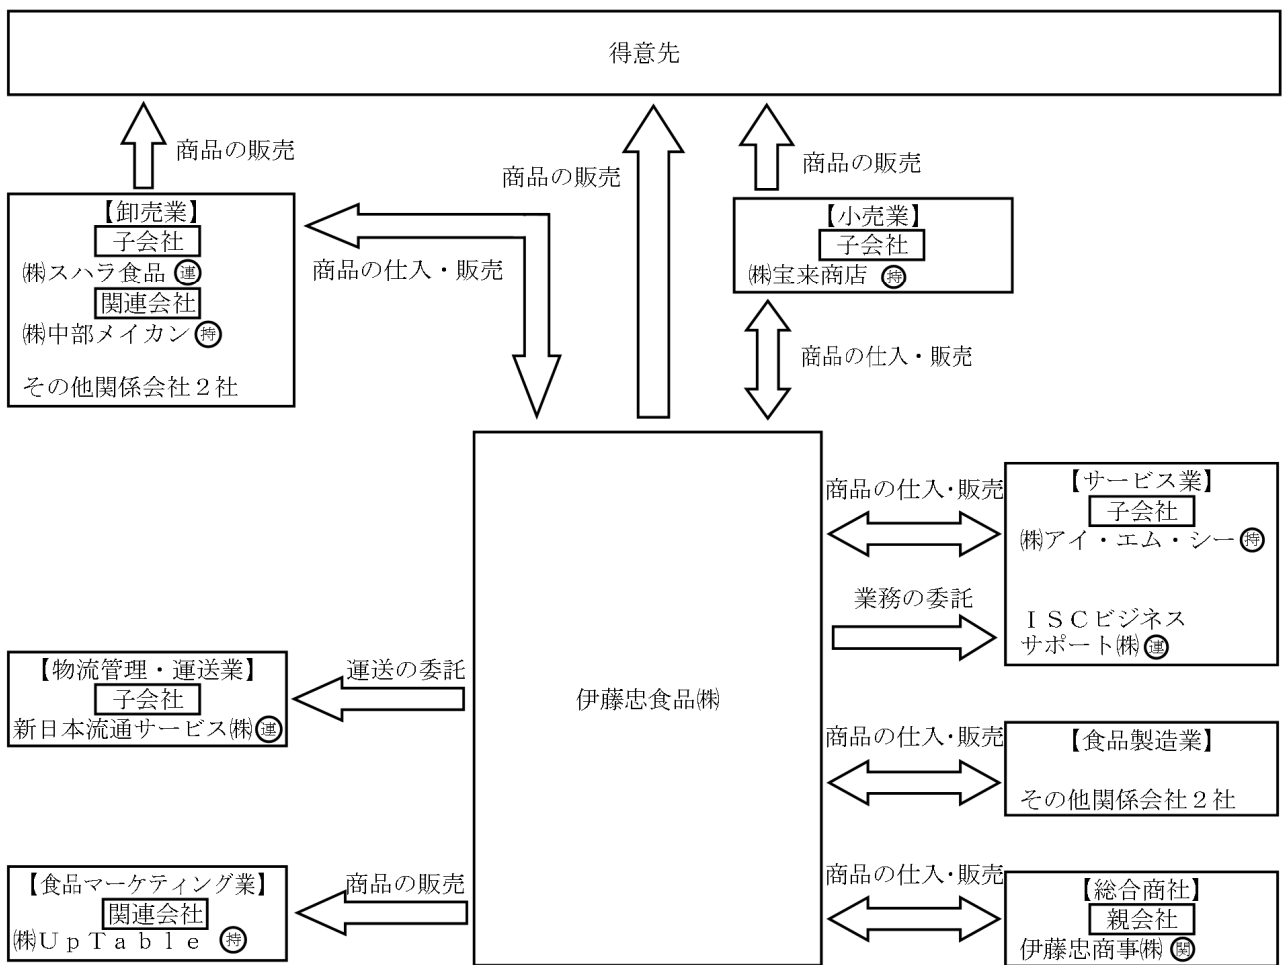 得意先
商品の販売
商品の販売
商品の販売
【卸売業】
子会社
㈱スハラ食品 ㊝
関連会社
㈱中部メイカン 持
その他関係会社２社
商品の仕入・販売
【小売業】
子会社
㈱宝来商店 持
商品の仕入・販売
伊藤忠食品㈱
商品の仕入・販売
【サービス業】
子会社
㈱アイ・エム・シー 持
業務の委託
ＩＳＣビジネス
サポート㈱ 連
【物流管理・運送業】
子会社
新日本流通サービス㈱ 連
運送の委託
商品の仕入・販売
【食品製造業】
その他関係会社２社
【食品マーケティング業】
関連会社
㈱ＵｐＴａｂｌｅ 持
商品の販売
商品の仕入・販売
【総合商社】
親会社
伊藤忠商事㈱ 関